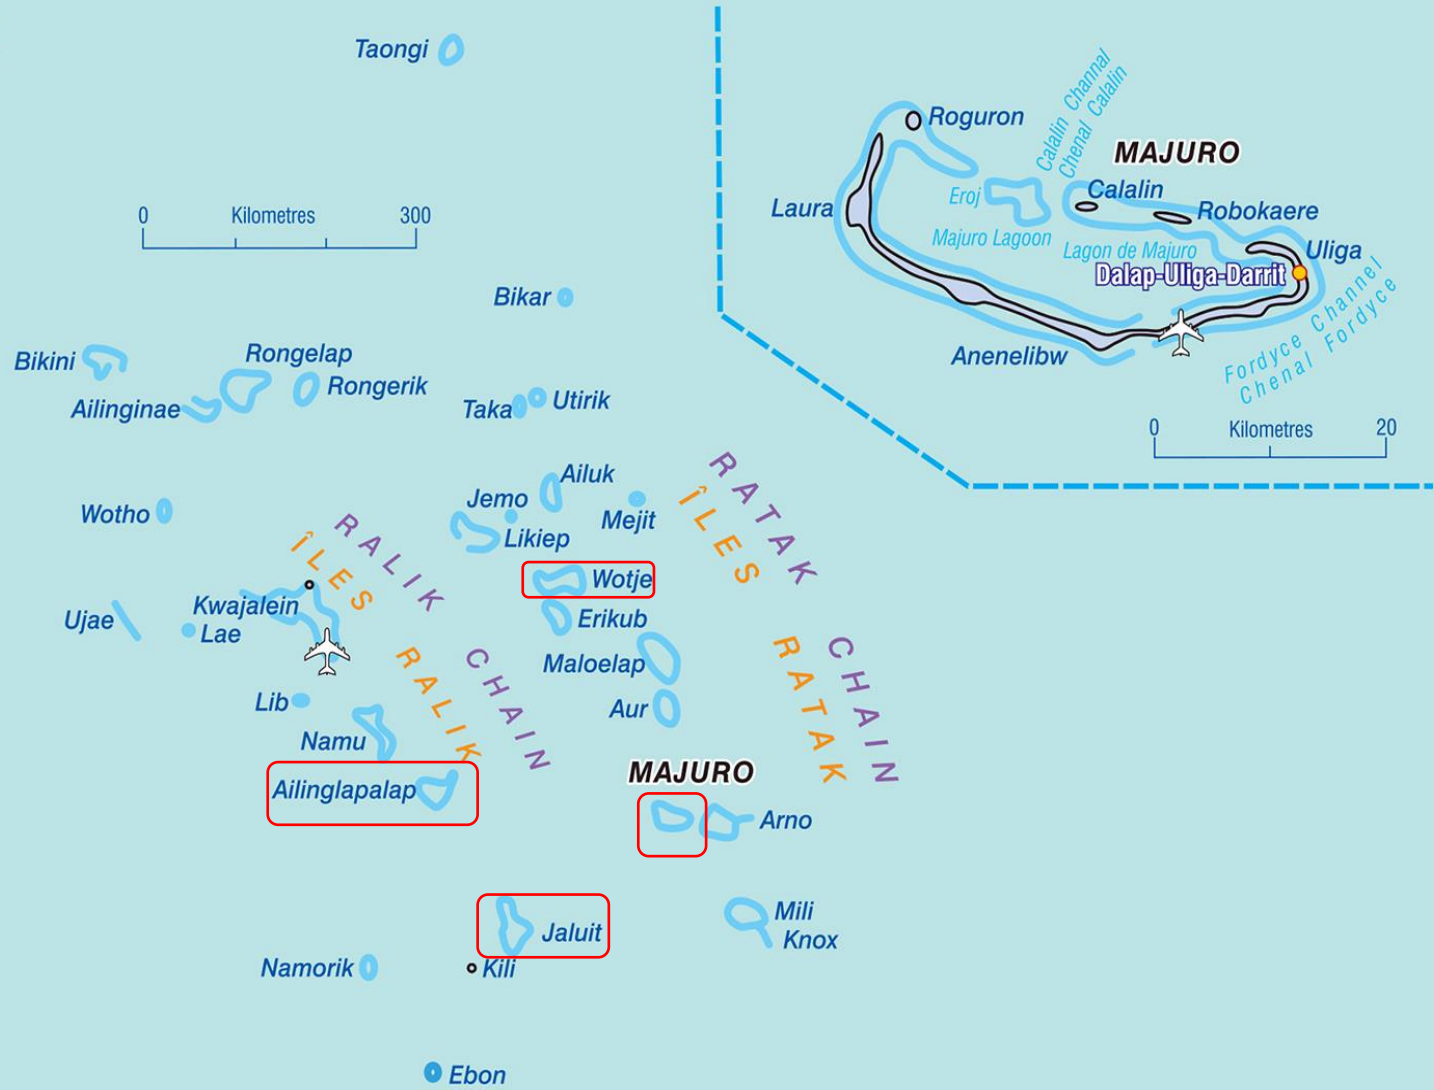 Taongi
0 Kilometres 300
Bikar
Bikini
Rongelap
Rongerik
Ailinginae
Taka
Utirik
Ailuk
Jemo
Mejit
Likiep
Wotho
Wotje
Kwajalein
Erikub
Ujae
Lae
Maloelap
Lib
Aur
Namu
Ailinglapalap
MAJURO
Arno
Jaluit
Mili
Knox
Namorik
Kili
Ebon
RALIK CHAIN
ÎLES RALIK
RATAK CHAIN
ÎLES RATAK
Roguron
Calalin Channal
Chenal Calalin
MAJURO
Laura
Eroj
Calalin
Robokaere
Majuro Lagoon
Lagon de Majuro
Uliga
Dalap-Uliga-Darrit
Anenelibw
Fordyce Channel
Chenal Fordyce
0 Kilometres 20